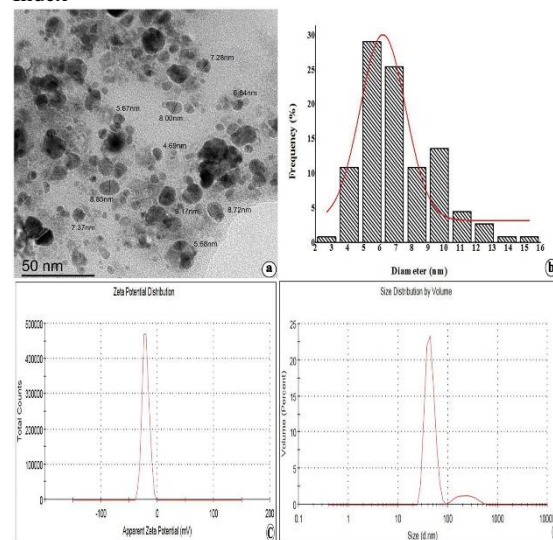 7.28nm
6.84nm
5.67nm
8.00nm
4.69nm
8.85nm
9.11nm
8.72nm
7.37nm
5.68nm
50 nm
a
30
25
20
15
10
5
0
Frequency (%)
2 3 4 5 6 7 8 9 10 11 12 13 14 15 16
Diameter (nm)
b
Zeta Potential Distribution
500000
400000
300000
200000
100000
0
Total Counts
-100 0 100 200
Apparent Zeta Potential (mV)
C
Size Distribution by Volume
25
20
15
10
5
0
Volume (Percent)
0.1 1 10 100 1000
Size (d.nm)